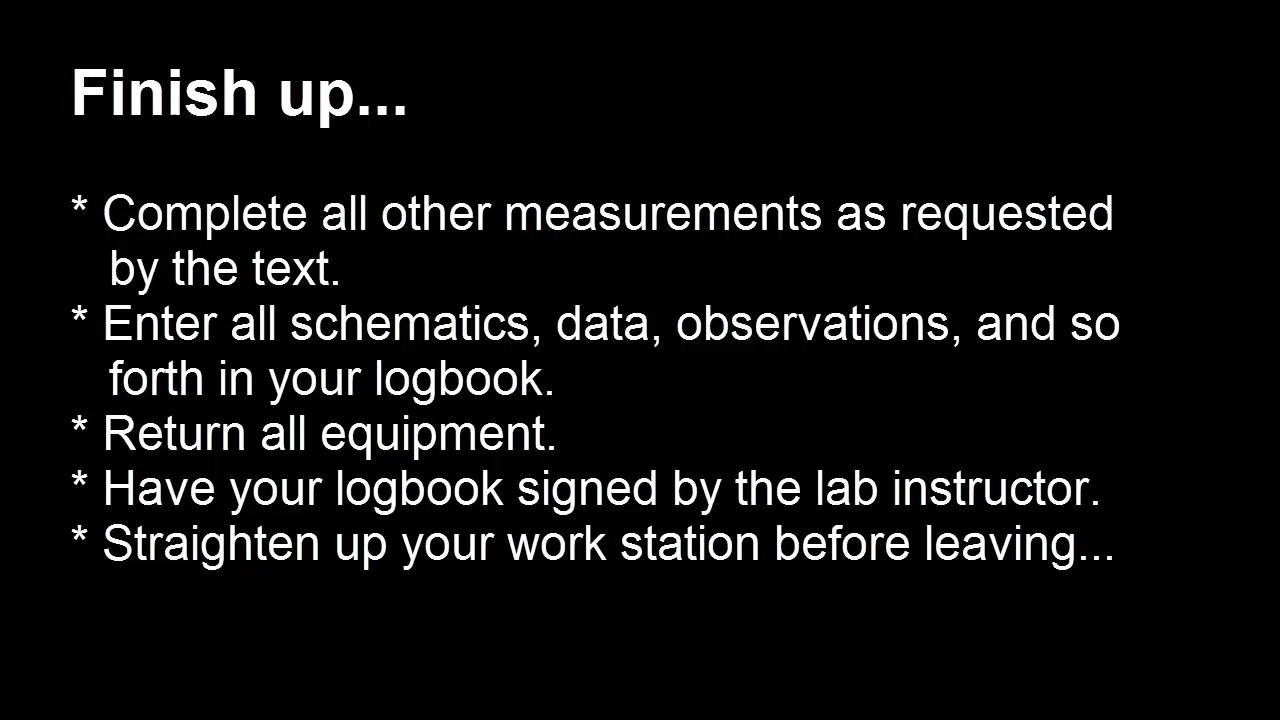 Finish up...
* Complete all other measurements as requested
by the text.
* Enter all schematics, data, observations, and so
forth in your logbook.
* Return all equipment.
* Have your logbook signed by the lab instructor.
* Straighten up your work station before leaving...